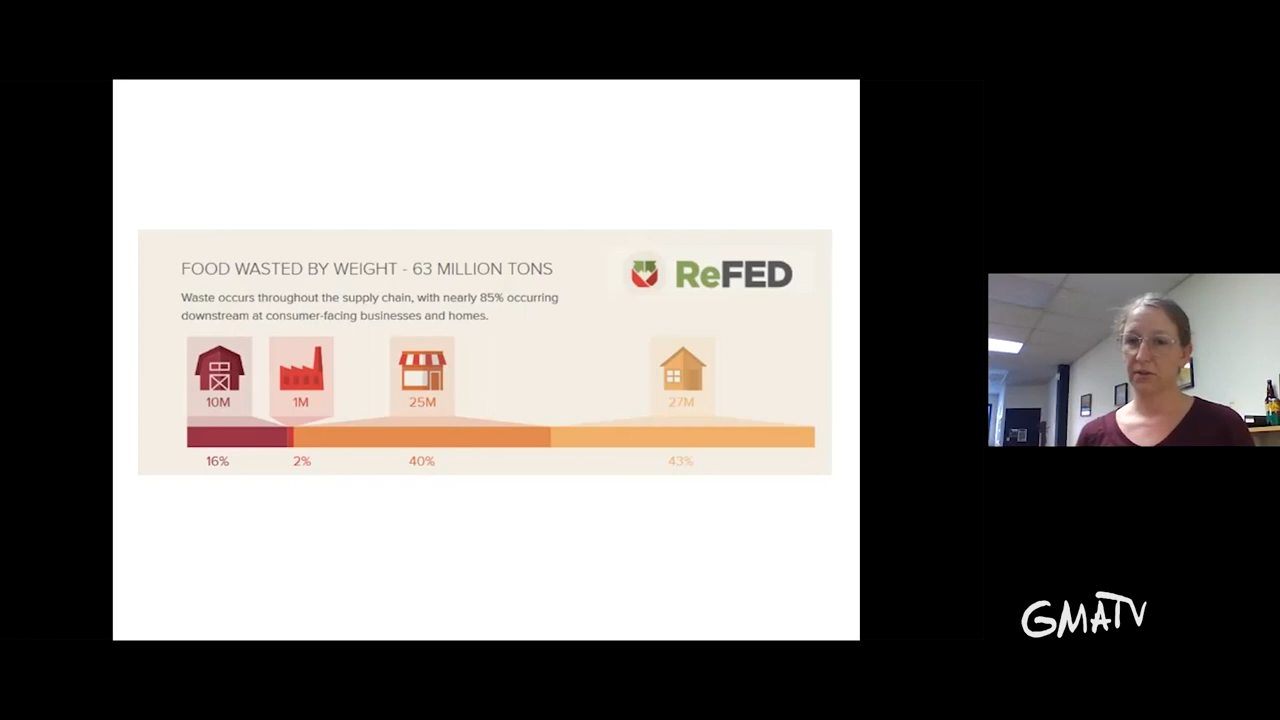 FOOD WASTED BY WEIGHT - 63 MILLION TONS
ReFED
Waste occurs throughout the supply chain, with nearly 85% occurring
downstream at consumer-facing businesses and homes.
10M
1M
25M
27M
16%
2%
40%
43%
GMATV